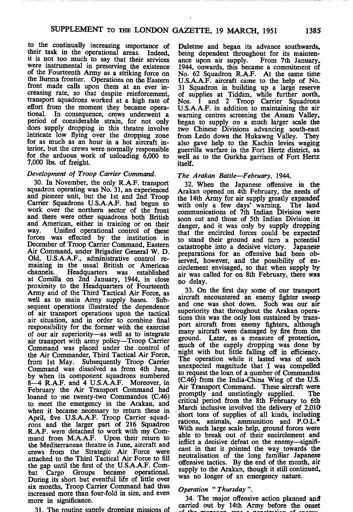 SUPPLEMENT TO THE LONDON GAZETTE, 19 MARCH, 1951 1385
to the continually increasing importance of
their task in the operational areas. Indeed,
it is not too much to say that their services
were instrumental in preserving the existence
of the Fourteenth Army as a striking force on
the Burma frontier. Operations on the Eastern
front made calls upon them at an ever in-
creasing rate, so that despite reinforcement,
transport squadrons worked at a high rate of
effort from the moment they became opera-
tional. In consequence, crews underwent a
period of considerable strain, for not only
does supply dropping in this theatre involve
intricate low flying over the dropping zone
for as much as an hour in a hot aircraft in-
terior, but the crews were normally responsible
for the arduous work of unloading 6,000 to
7,000 lbs. of freight.
Development of Troop Carrier Command.
30. In November, the only R.A.F. transport
squadron operating was No. 31, an experienced
and pioneer unit, but the 1st and 2nd Troop
Carrier Squadrons U.S.A.A.F. had begun to
work over the northern sector of the front
and there were other squadrons both British
and American, either in training or on their
way. Unified operational control of these
forces was effected by the institution in
December of Troop Carrier Command, Eastern
Air Command, under Brigadier General W. D.
Old, U.S.A.A.F., administrative control re-
maining in the usual British or American
channels. Headquarters was established
at Comilla on 2nd January, 1944, in close
proximity to the Headquarters of Fourteenth
Army and of the Third Tactical Air Force, as
well as to main Army supply bases. Sub-
sequent operations illustrated the dependence
of air transport operations upon the tactical
air situation, and in order to combine final
responsibility for the former with the exercise
of our air superiority—as well as to integrate
air transport with army policy—Troop Carrier
Command was placed under the control of
the Air Commander, Third Tactical Air Force,
from 1st May. Subsequently Troop Carrier
Command was dissolved as from 4th June,
by when its component squadrons numbered
8—4 R.A.F. and 4 U.S.A.A.F. Moreover, in
February the Air Transport Command had
loaned to me twenty-two Commandos (C.46)
to meet the emergency in the Arakan, and
when it became necessary to return these in
April, five U.S.A.A.F. Troop Carrier squad-
rons and the larger part of 216 Squadron
R.A.F. were detached to work with my Com-
mand from M.A.A.F. Upon their return to
the Mediterranean theatre in June, aircraft and
crews from the Strategic Air Force were
attached to the Third Tactical Air Force to fill
the gap until the first of the U.S.A.A.F. Com-
bat Cargo Groups became operational.
During its short but eventful life of little over
six months, Troop Carrier Command had thus
increased more than four-fold in size, and even
more in significance.
31. The routine supply dropping missions of
Daletme and began its advance southwards,
being dependent throughout for its mainten-
ance upon air supply. From 7th January,
1944, onwards, this became a commitment of
No. 62 Squadron R.A.F. At the same time
U.S.A.A.F. aircraft came to the help of No.
31 Squadron in building up a large reserve
of supplies at Tiddim, while further north,
Nos. 1 and 2 Troop Carrier Squadrons
U.S.A.A.F. in addition to maintaining the air
warning centres screening the Assam Valley,
began to supply on a much larger scale the
two Chinese Divisions advancing south-east
from Ledo down the Hukawng Valley. They
also gave help to the Kachin levies waging
guerrilla warfare in the Fort Hertz district, as
well as to the Gurkha garrison of Fort Hertz
itself.
The Arakan Battle—February, 1944.
32. When the Japanese offensive in the
Arakan opened on 4th February, the needs of
the 14th Army for air supply greatly expanded
with only a few days' warning. The land
communications of 7th Indian Division were
soon cut and those of 5th Indian Division in
danger, and it was only by supply dropping
that the encircled forces could be expected
to stand their ground and turn a potential
catastrophe into a decisive victory. Japanese
preparations for an offensive had been ob-
served, however, and the possibility of en-
circlement envisaged, so that when supply by
air was called for on 8th February, there was
no delay.
33. On the first day some of our transport
aircraft encountered an enemy fighter sweep
and one was shot down. Such was our air
superiority that throughout the Arakan opera-
tions this was the only loss sustained by trans-
port aircraft from enemy fighters, although
many aircraft were damaged by fire from the
ground. Later, as a measure of protection,
much of the supply dropping was done by
night with but little falling off in efficiency.
The operation while it lasted was of such
unexpected magnitude that I was compelled
to request the loan of a number of Commandos
(C.46) from the India-China Wing of the U.S.
Air Transport Command. These aircraft were
promptly and unstintingly supplied. The
critical period from the 8th February to 6th
March inclusive involved the delivery of 2,010
short tons of supplies of all kinds, including
rations, animals, ammunition and P.O.L.*
With such large scale help, ground forces were
able to break out of their encirclement and
inflict a decisive defeat on the enemy—signifi-
cant in that it pointed the way towards the
neutralisation of the long familiar Japanese
offensive tactics. By the end of the month, air
supply to the Arakan, though it still continued,
was no longer of an emergency nature.
Operation " Thursday ".
34. The major offensive action planned and
carried out by 14th Army before the onset